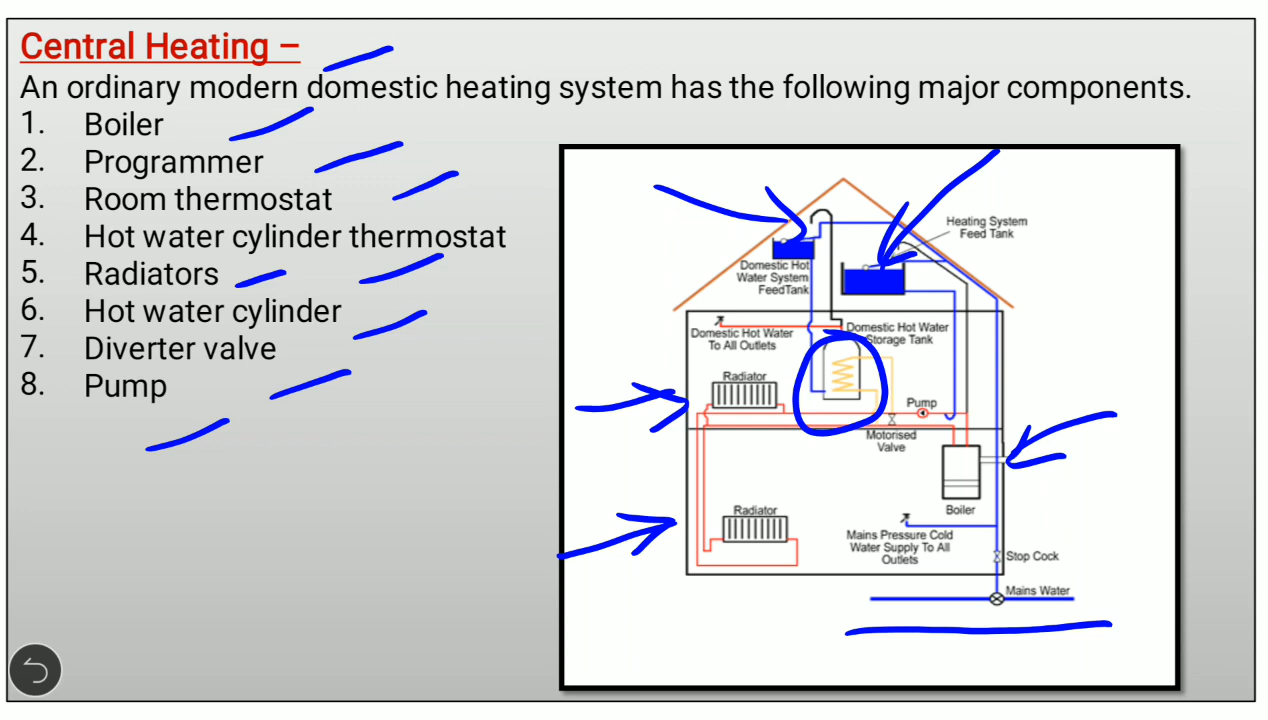 Central Heating –
An ordinary modern domestic heating system has the following major components.
1. Boiler
2. Programmer
3. Room thermostat
4. Hot water cylinder thermostat
5. Radiators
6. Hot water cylinder
7. Diverter valve
8. Pump
Heating System
Feed Tank
Domestic Hot
Water System
FeedTank
Domestic Hot Water
To All Outlets
Domestic Hot Water
Storage Tank
Radiator
Pump
Motorised
Valve
Boiler
Radiator
Mains Pressure Cold
Water Supply To All
Outlets
Stop Cock
Mains Water